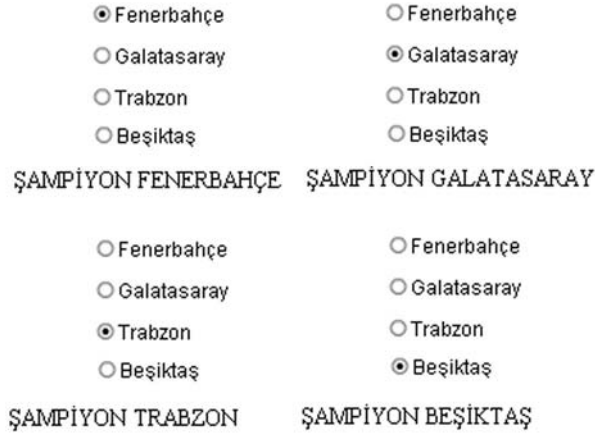 Fenerbahçe
Galatasaray
Trabzon
Beşiktaş
ŞAMPİYON FENERBAHÇE
Fenerbahçe
Galatasaray
Trabzon
Beşiktaş
ŞAMPİYON GALATASARAY
Fenerbahçe
Galatasaray
Trabzon
Beşiktaş
ŞAMPİYON TRABZON
Fenerbahçe
Galatasaray
Trabzon
Beşiktaş
ŞAMPİYON BEŞİKTAŞ